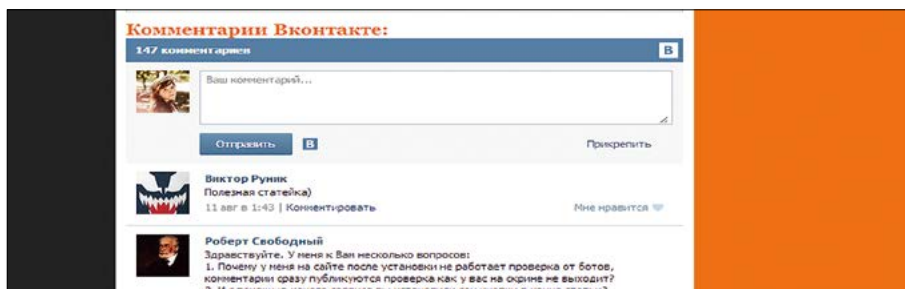 Комментарии Вконтакте:
147 комментариев
B
Ваш комментарий...
Отправить
B
Прикрепить
Виктор Руник
Полезная статейка)
11 авг в 1:43 | Комментировать
Мне нравится
Роберт Свободный
Здравствуйте. У меня к Вам несколько вопросов:
1. Почему у меня на сайте после установки не работает проверка от ботов,
комментарии сразу публикуются проверка как у вас на скрине не выходит?